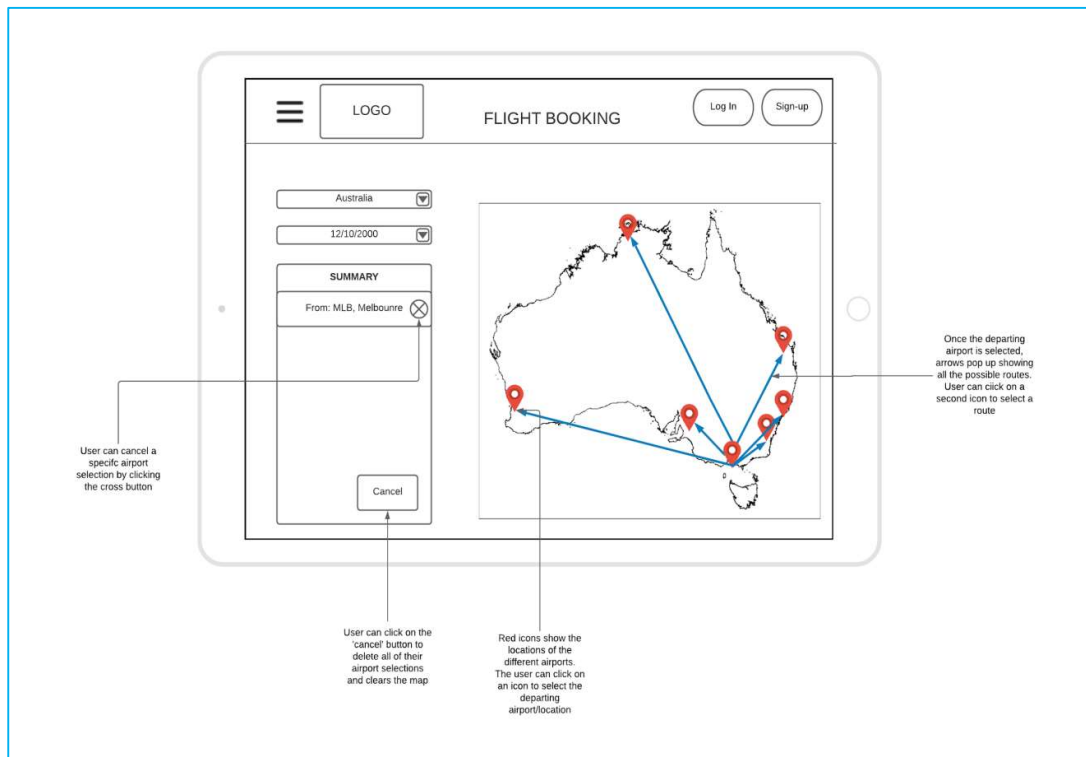 LOGO
FLIGHT BOOKING
Log In
Sign-up
Australia
12/10/2000
SUMMARY
From: MLB, Melbounre
Cancel
User can cancel a
specifc airport
selection by clicking
the cross button
User can click on the
'cancel' button to
delete all of their
airport selections
and clears the map
Red icons show the
locations of the
different airports.
The user can click on
an icon to select the
departing
airport/location
Once the departing
airport is selected,
arrows pop up showing
all the possible routes.
User can ciick on a
second icon to select a
route